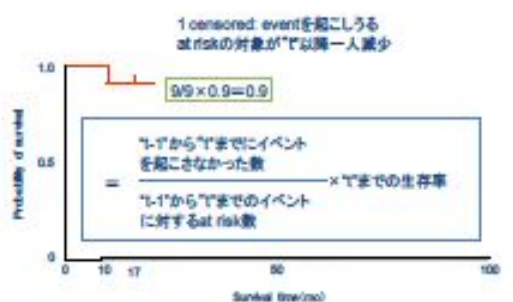 1 censored: eventを起こしうる
at riskの対象が"t"以降一人減少
1.0
9/9×0.9=0.9
Probability of survival
0.5
"t-1"から"t"までにイベント
を起こさなかった数
= ×"t"までの生存率
"t-1"から"t"までのイベント
に対するat risk数
0
0 10 17 50 100
Survival time(mo)